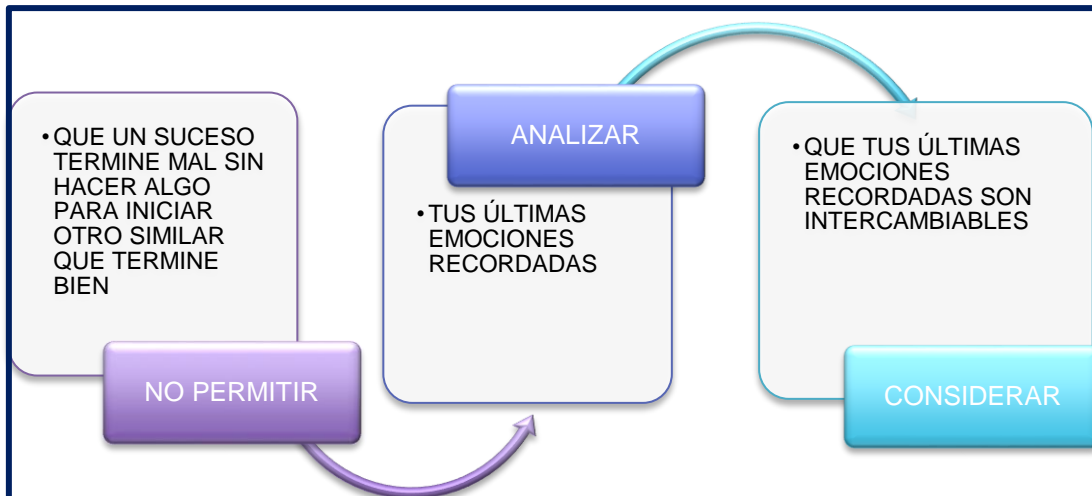 • QUE UN SUCESO
TERMINE MAL SIN
HACER ALGO
PARA INICIAR
OTRO SIMILAR
QUE TERMINE
BIEN
NO PERMITIR
ANALIZAR
• TUS ÚLTIMAS
EMOCIONES
RECORDADAS
• QUE TUS ÚLTIMAS
EMOCIONES
RECORDADAS SON
INTERCAMBIABLES
CONSIDERAR